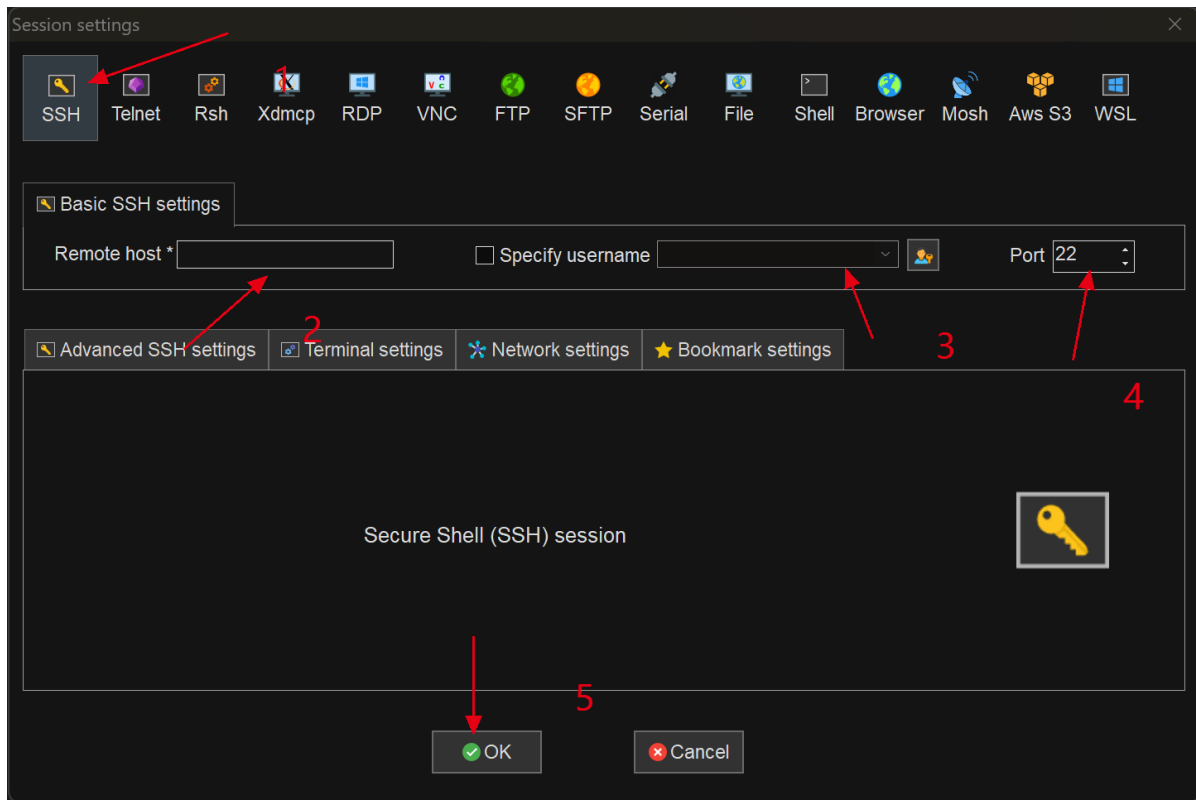 Session settings
1
SSH Telnet Rsh Xdmcp RDP VNC FTP SFTP Serial File Shell Browser Mosh Aws S3 WSL
Basic SSH settings
Remote host * Specify username Port 22
2
3
Advanced SSH settings Terminal settings Network settings Bookmark settings
4
Secure Shell (SSH) session
5
OK Cancel